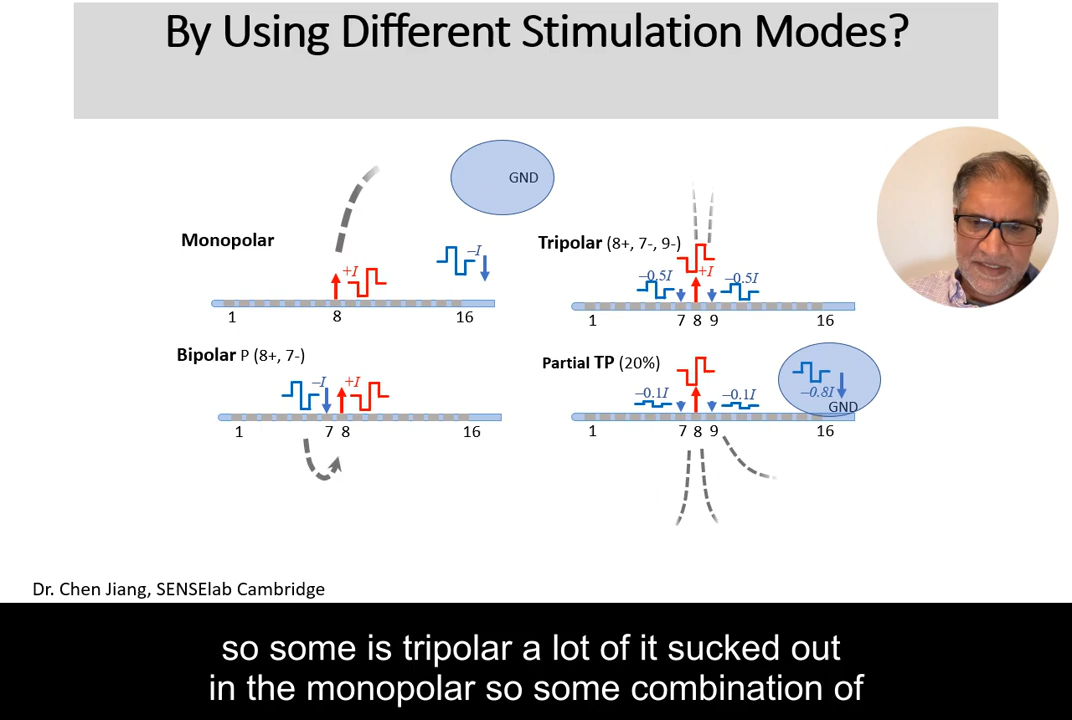 By Using Different Stimulation Modes?
GND
Monopolar
+I
–I
1
8
16
Tripolar (8+, 7-, 9-)
–0.5I
+I
–0.5I
1
7 8 9
16
Bipolar P (8+, 7-)
–I
+I
1
7 8
16
Partial TP (20%)
–0.1I
–0.1I
–0.8I
GND
1
7 8 9
16
Dr. Chen Jiang, SENSElab Cambridge
so some is tripolar a lot of it sucked out
in the monopolar so some combination of